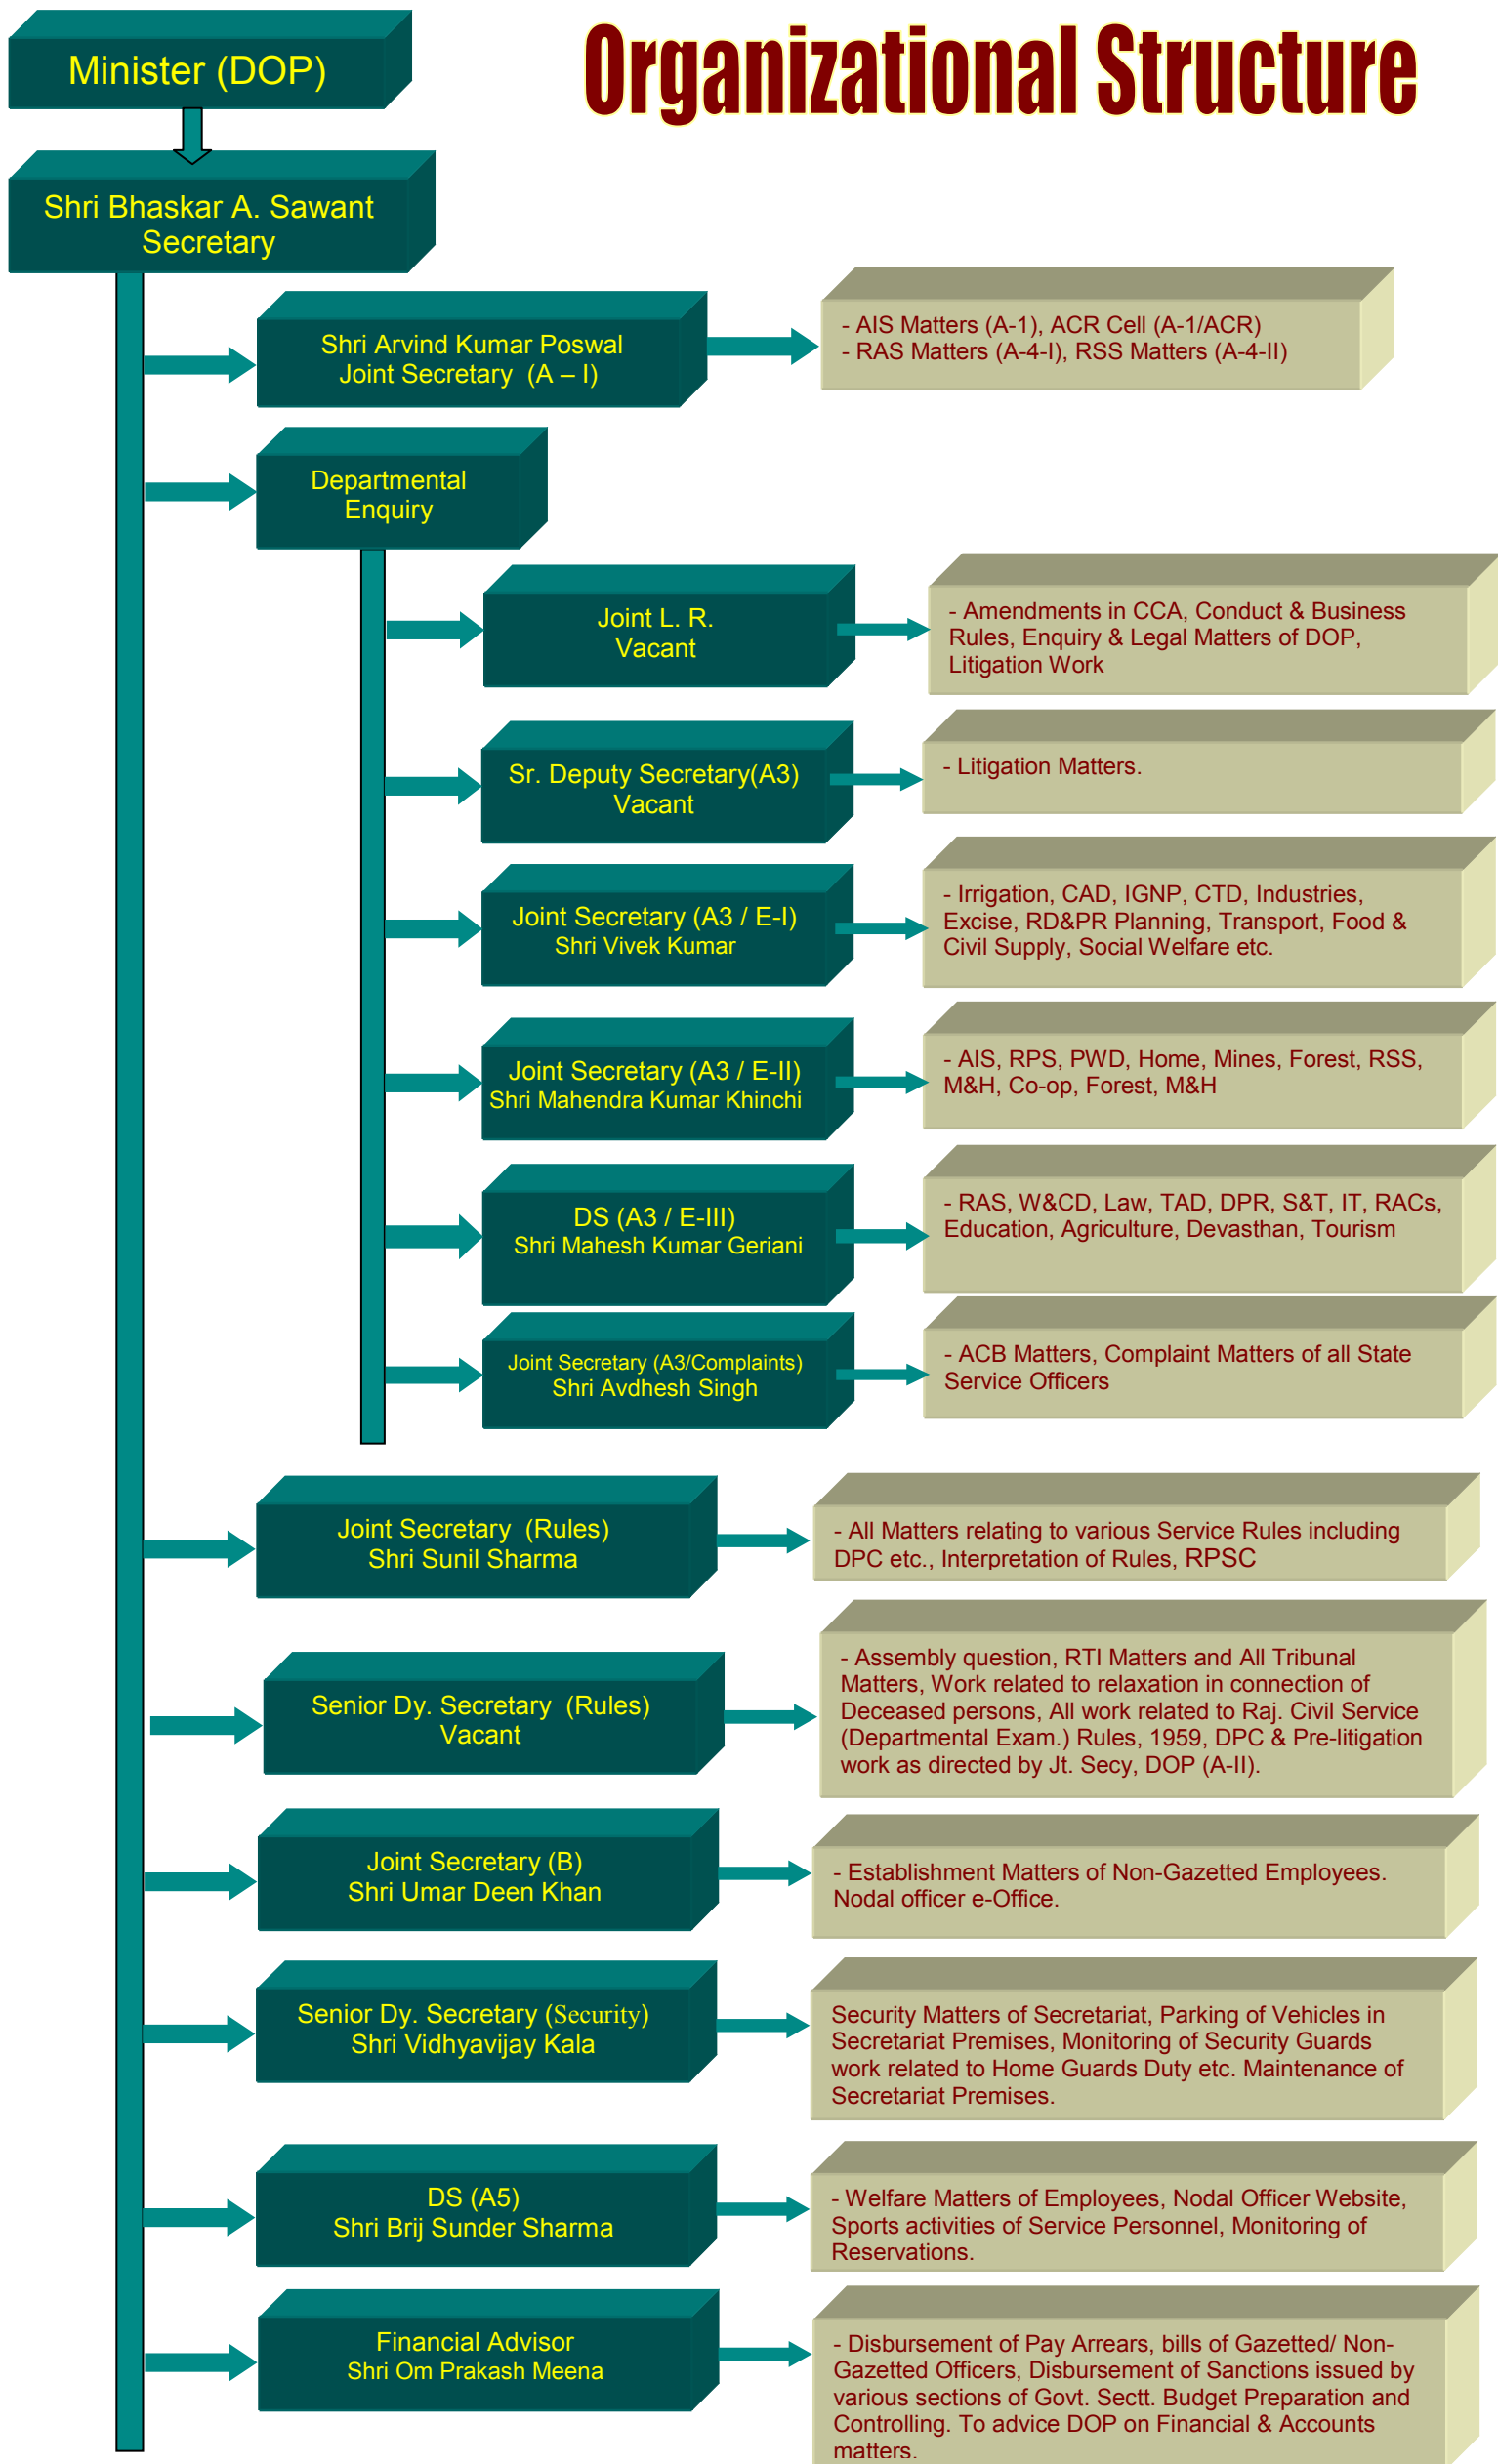 Organizational Structure
Minister (DOP)
Shri Bhaskar A. Sawant
Secretary
Shri Arvind Kumar Poswal
Joint Secretary (A – I)
- AIS Matters (A-1), ACR Cell (A-1/ACR)
- RAS Matters (A-4-I), RSS Matters (A-4-II)
Departmental
Enquiry
Joint L. R.
Vacant
- Amendments in CCA, Conduct & Business
Rules, Enquiry & Legal Matters of DOP,
Litigation Work
Sr. Deputy Secretary(A3)
Vacant
- Litigation Matters.
Joint Secretary (A3 / E-I)
Shri Vivek Kumar
- Irrigation, CAD, IGNP, CTD, Industries,
Excise, RD&PR Planning, Transport, Food &
Civil Supply, Social Welfare etc.
Joint Secretary (A3 / E-II)
Shri Mahendra Kumar Khinchi
- AIS, RPS, PWD, Home, Mines, Forest, RSS,
M&H, Co-op, Forest, M&H
DS (A3 / E-III)
Shri Mahesh Kumar Geriani
- RAS, W&CD, Law, TAD, DPR, S&T, IT, RACs,
Education, Agriculture, Devasthan, Tourism
Joint Secretary (A3/Complaints)
Shri Avdhesh Singh
- ACB Matters, Complaint Matters of all State
Service Officers
Joint Secretary (Rules)
Shri Sunil Sharma
- All Matters relating to various Service Rules including
DPC etc., Interpretation of Rules, RPSC
Senior Dy. Secretary (Rules)
Vacant
- Assembly question, RTI Matters and All Tribunal
Matters, Work related to relaxation in connection of
Deceased persons, All work related to Raj. Civil Service
(Departmental Exam.) Rules, 1959, DPC & Pre-litigation
work as directed by Jt. Secy, DOP (A-II).
Joint Secretary (B)
Shri Umar Deen Khan
- Establishment Matters of Non-Gazetted Employees.
Nodal officer e-Office.
Senior Dy. Secretary (Security)
Shri Vidhyavijay Kala
Security Matters of Secretariat, Parking of Vehicles in
Secretariat Premises, Monitoring of Security Guards
work related to Home Guards Duty etc. Maintenance of
Secretariat Premises.
DS (A5)
Shri Brij Sunder Sharma
- Welfare Matters of Employees, Nodal Officer Website,
Sports activities of Service Personnel, Monitoring of
Reservations.
Financial Advisor
Shri Om Prakash Meena
- Disbursement of Pay Arrears, bills of Gazetted/ Non-
Gazetted Officers, Disbursement of Sanctions issued by
various sections of Govt. Sectt. Budget Preparation and
Controlling. To advice DOP on Financial & Accounts
matters.